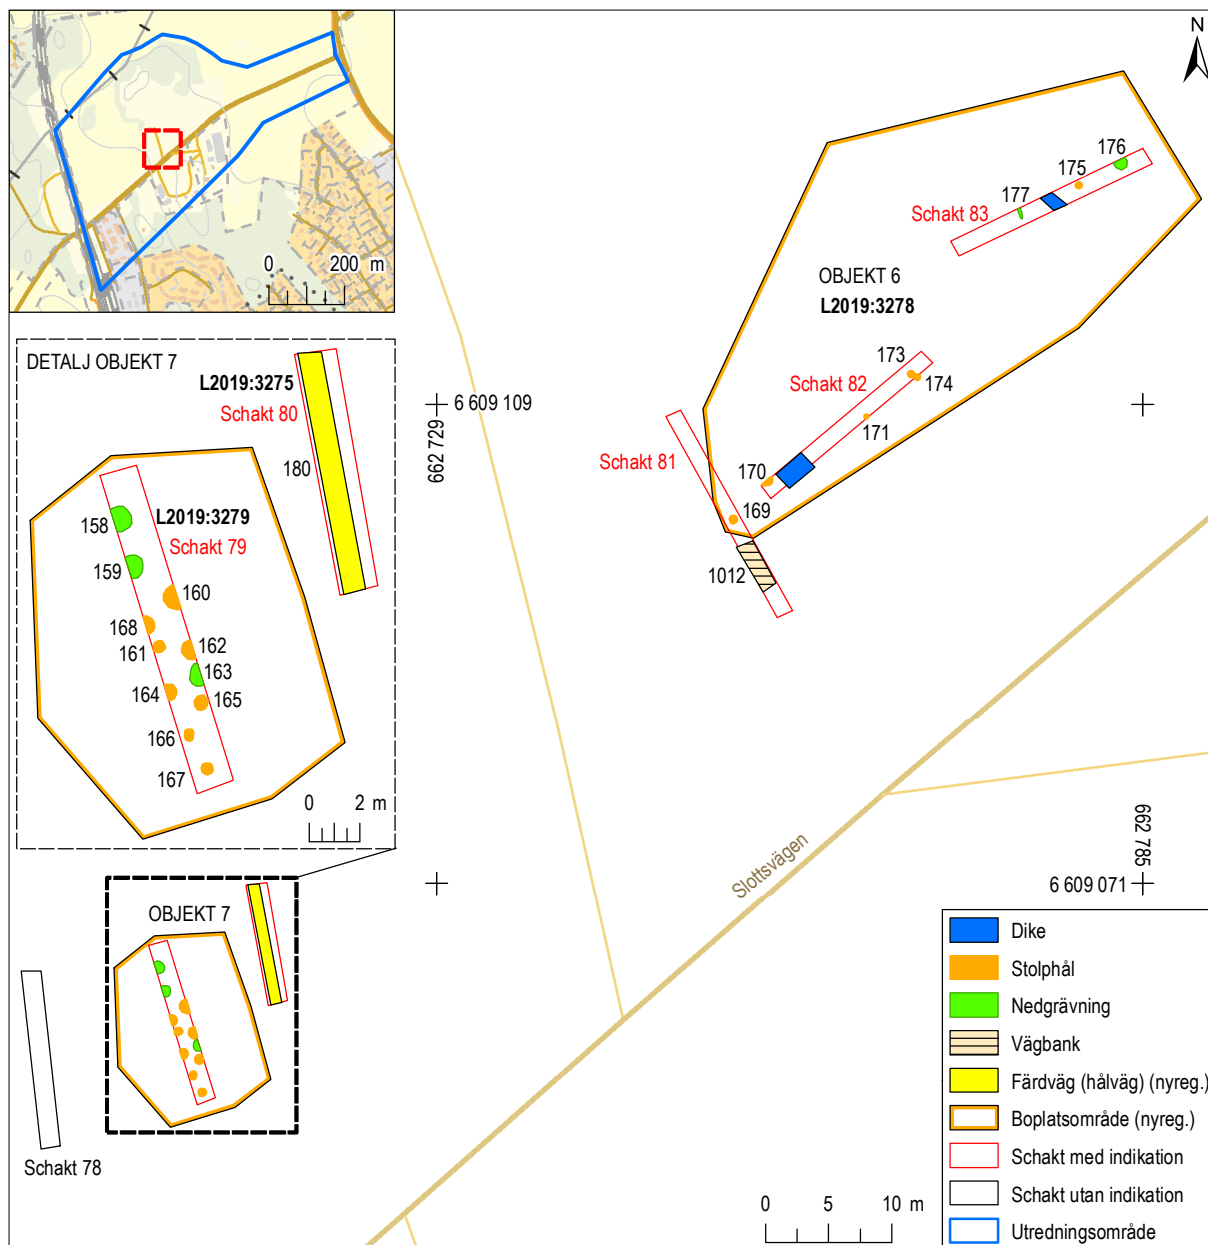 0 200 m
N
DETALJ OBJEKT 7
L2019:3275
Schakt 80
180
158
L2019:3279
Schakt 79
159
160
168
161
162
163
164
165
166
167
0 2 m
6 609 109
662 729
176
175
177
Schakt 83
OBJEKT 6
L2019:3278
173
Schakt 82
174
171
Schakt 81
170
169
1012
Slottsvägen
662 785
6 609 071
OBJEKT 7
Schakt 78
0 5 10 m
Dike
Stolphål
Nedgrävning
Vägbank
Färdväg (hålväg) (nyreg.)
Boplatsområde (nyreg.)
Schakt med indikation
Schakt utan indikation
Utredningsområde